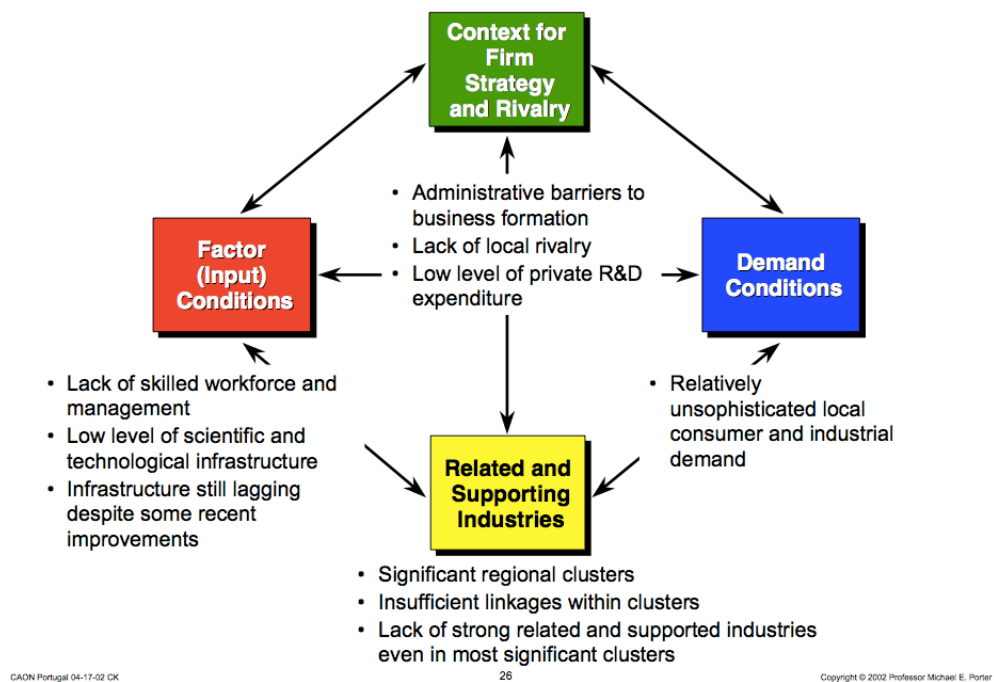 Context for
Firm
Strategy
and Rivalry
• Administrative barriers to
business formation
• Lack of local rivalry
• Low level of private R&D
expenditure
Factor
(Input)
Conditions
Demand
Conditions
• Lack of skilled workforce and
management
• Low level of scientific and
technological infrastructure
• Infrastructure still lagging
despite some recent
improvements
• Relatively
unsophisticated local
consumer and industrial
demand
Related and
Supporting
Industries
• Significant regional clusters
• Insufficient linkages within clusters
• Lack of strong related and supported industries
even in most significant clusters
CAON Portugal 04-17-02 CK
26
Copyright © 2002 Professor Michael E. Porter